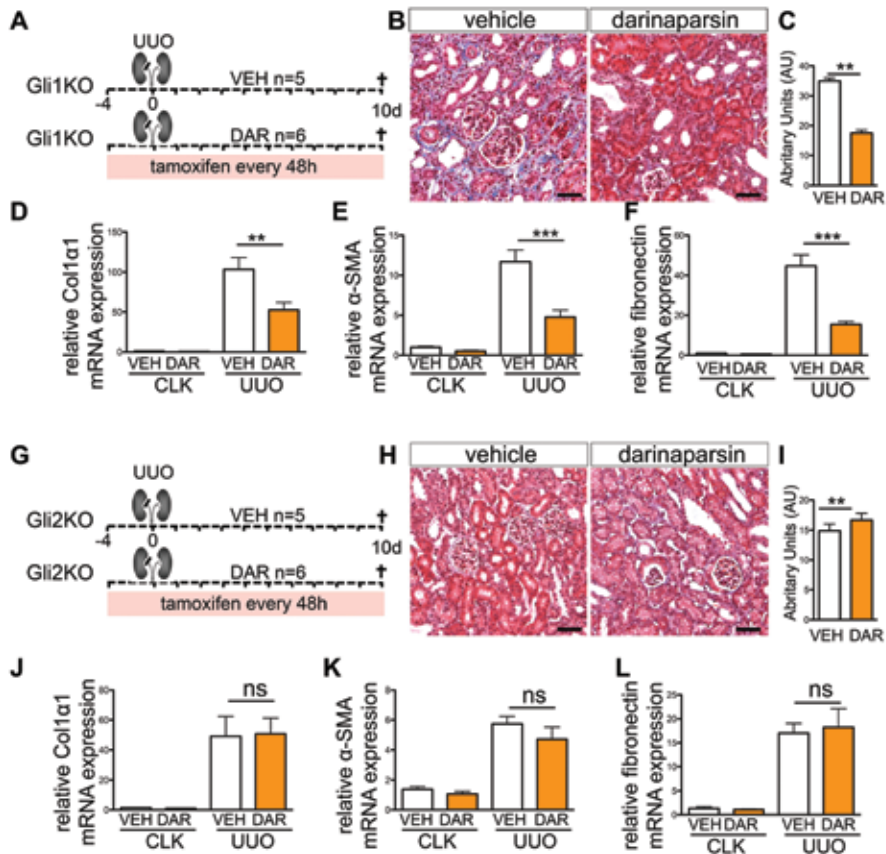 A
UUO
Gli1KO
VEH n=5
-4 0 10d
Gli1KO
DAR n=6
tamoxifen every 48h
B
vehicle darinaparsin
C
Abritary Units (AU)
40
30
20
10
0
VEH DAR
**
D
relative Col1α1
mRNA expression
150
100
50
0
**
VEH DAR VEH DAR
CLK UUO
E
relative α-SMA
mRNA expression
15
10
5
0
***
VEH DAR VEH DAR
CLK UUO
F
relative fibronectin
mRNA expression
60
40
20
0
***
VEH DAR VEH DAR
CLK UUO
G
UUO
Gli2KO
VEH n=5
-4 0 10d
Gli2KO
DAR n=6
tamoxifen every 48h
H
vehicle darinaparsin
I
Abritary Units (AU)
20
15
10
5
0
**
VEH DAR
J
relative Col1α1
mRNA expression
80
60
40
20
0
ns
VEH DAR VEH DAR
CLK UUO
K
relative α-SMA
mRNA expression
8
6
4
2
0
ns
VEH DAR VEH DAR
CLK UUO
L
relative fibronectin
mRNA expression
25
20
15
10
5
0
ns
VEH DAR VEH DAR
CLK UUO